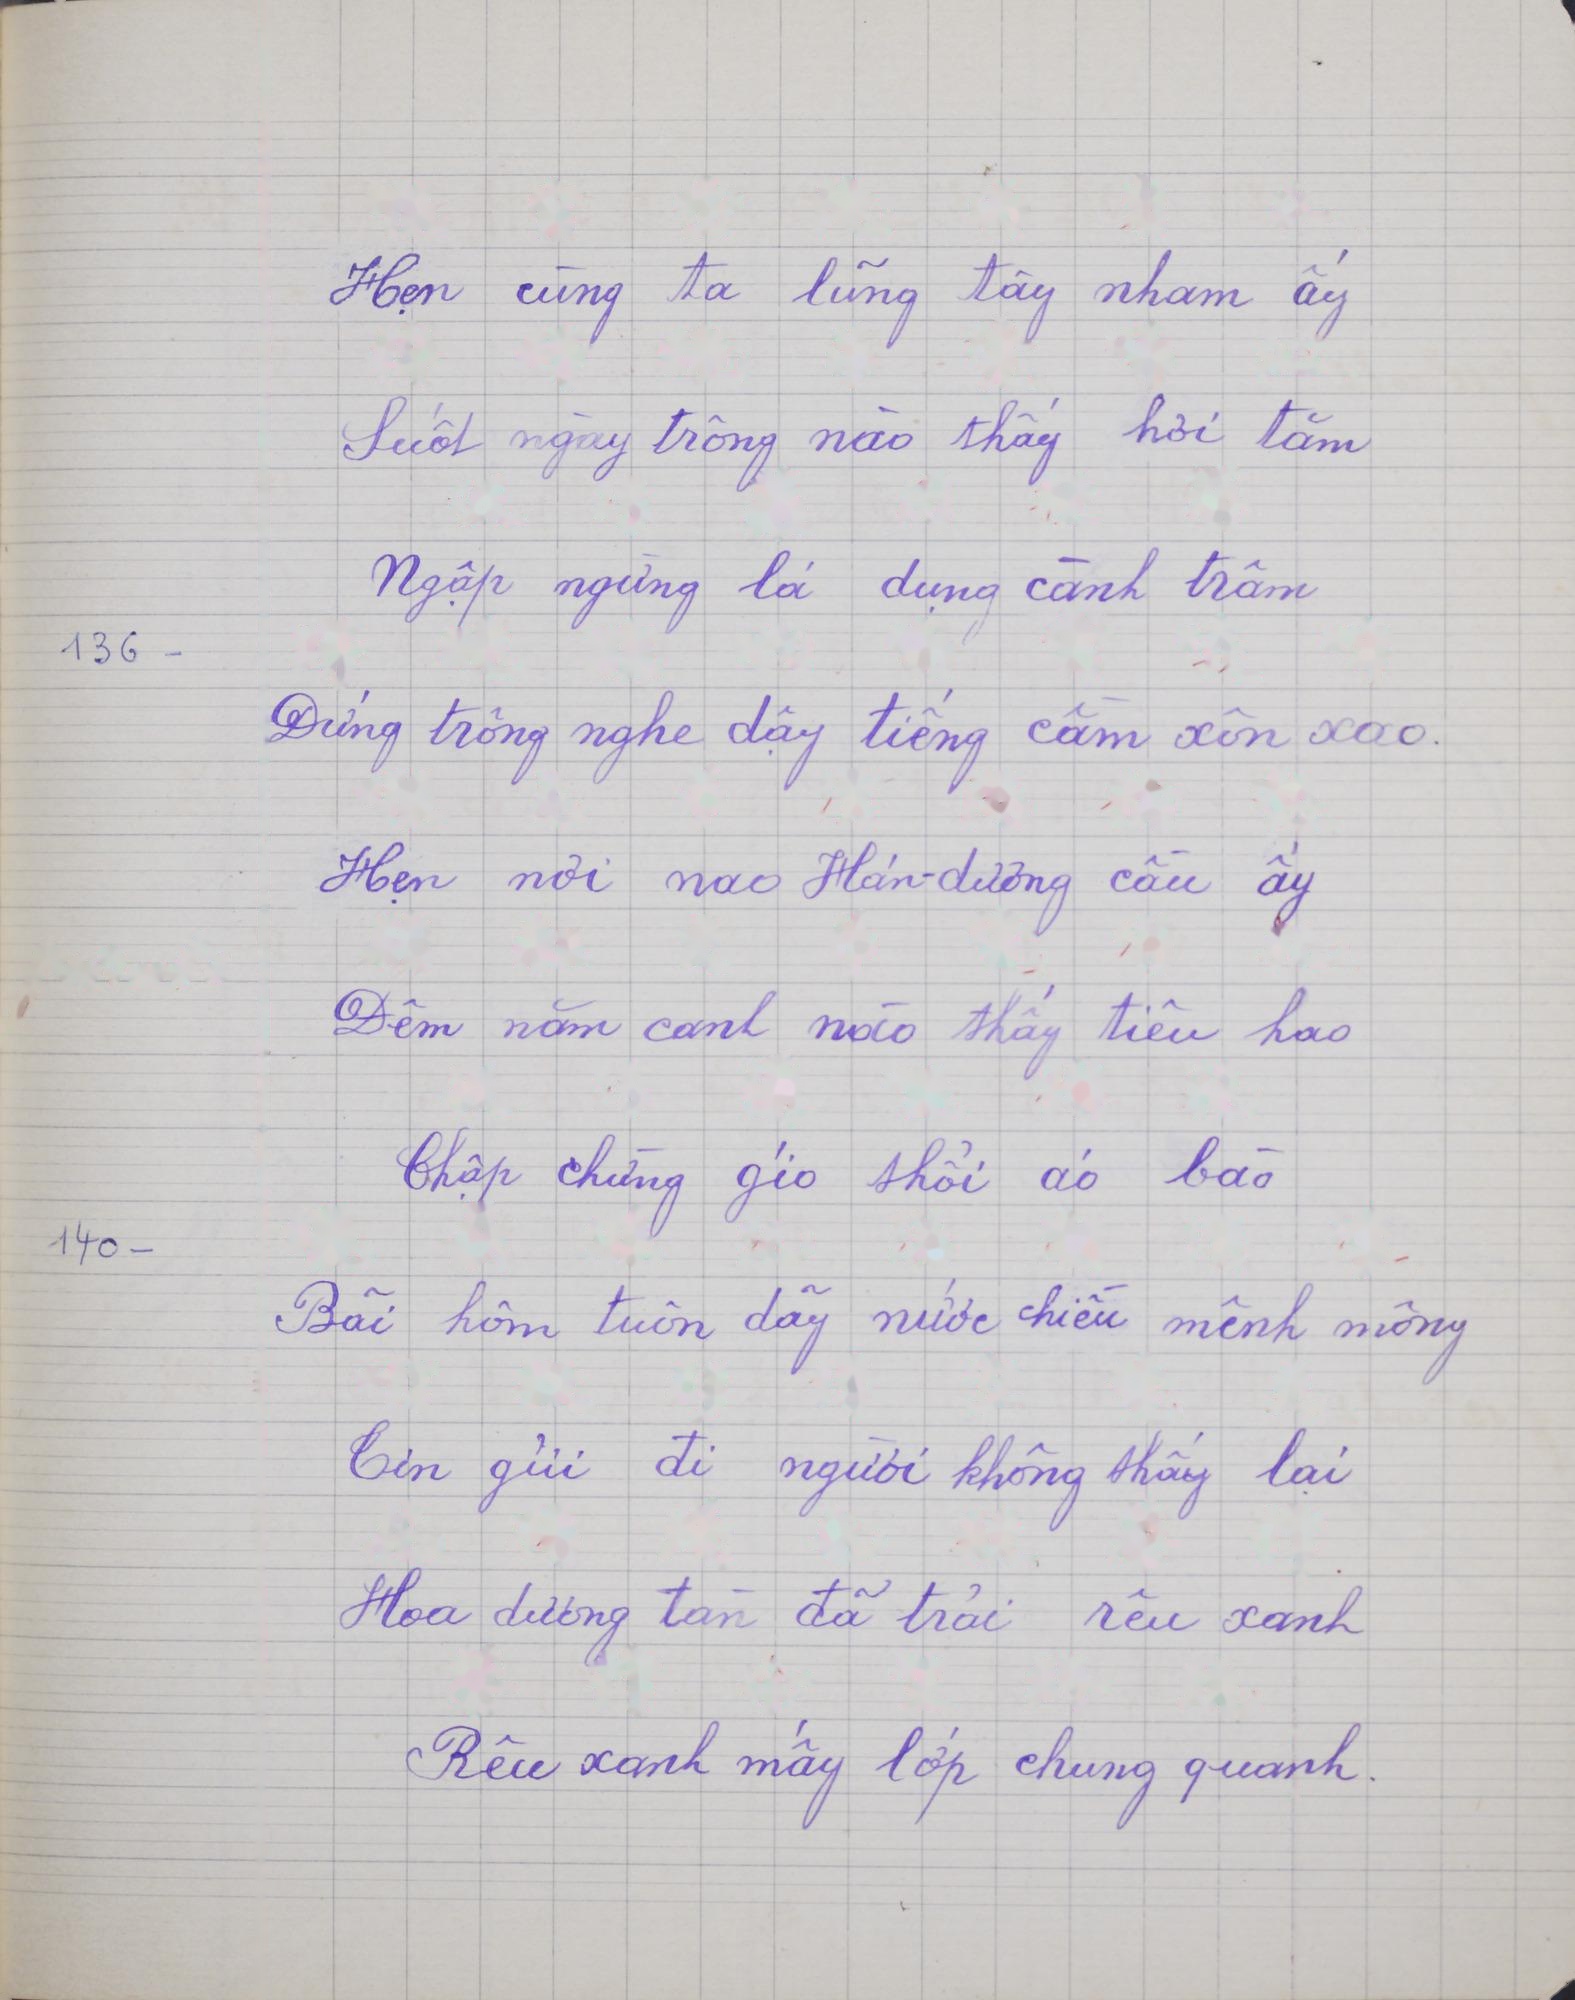 Hẹn cùng ta lũng tây nham ấy
Suốt ngày trông nào thấy hơi tăm
Ngập ngừng lá dụng cành trâm
136 -
Đứng trông nghe dậy tiếng cầm xôn xao.
Hẹn nơi nao Hán-dương cầu ấy
Đêm năm canh nào thấy tiêu hao
Chập chừng gió thổi áo bào
140 -
Bãi hôm tuôn dẫy nước chiều mênh mông
Tin gửi đi người không thấy lại
Hoa dương tàn đã trải rêu xanh
Rêu xanh mấy lớp chung quanh.